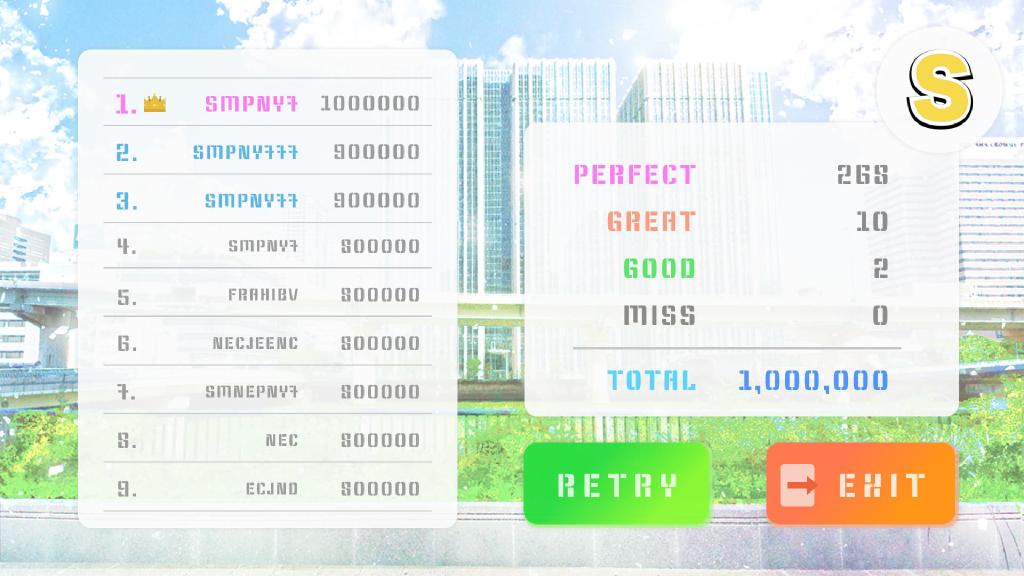 1. SMPNY7 1000000
2. SMPNY777 900000
3. SMPNY77 900000
4. SMPNY7 800000
5. FRAHIBV 800000
6. NECJEENC 800000
7. SMNEPNY7 800000
8. NEC 800000
9. ECJND 800000
S
PERFECT 268
GREAT 10
GOOD 2
MISS 0
TOTAL 1,000,000
RETRY
EXIT